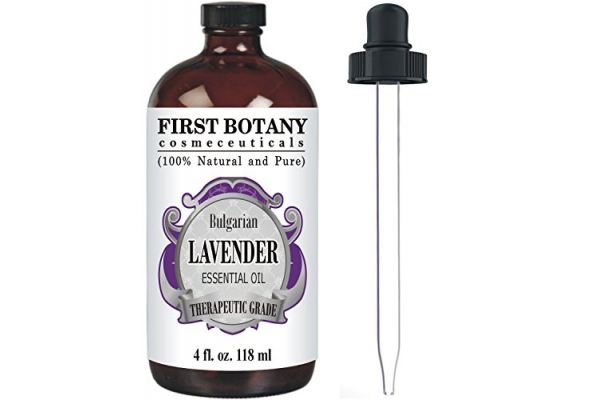 FIRST BOTANY
cosmeceuticals
(100% Natural and Pure)
Bulgarian
LAVENDER
ESSENTIAL OIL
THERAPEUTIC GRADE
4 fl. oz. 118 ml